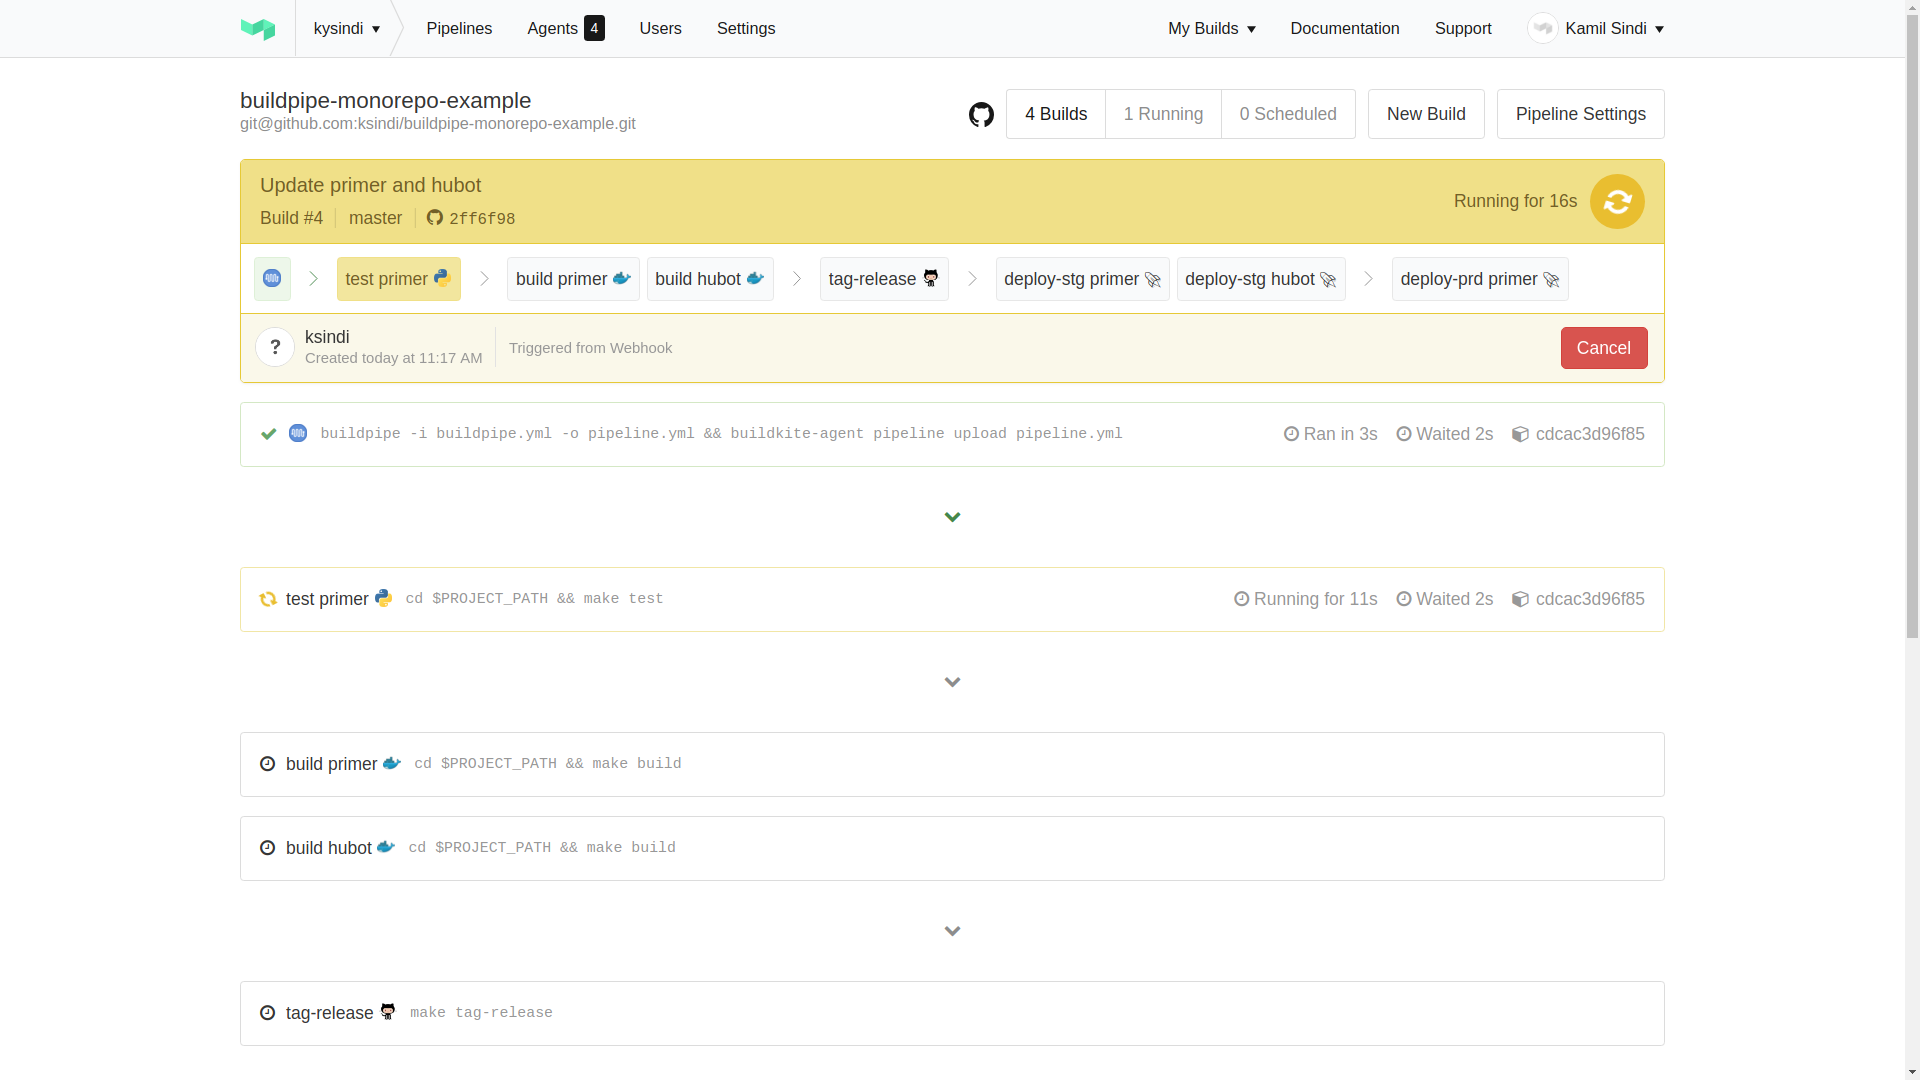 kysindi
Pipelines
Agents 4
Users
Settings
My Builds
Documentation
Support
Kamil Sindi
buildpipe-monorepo-example
git@github.com:ksindi/buildpipe-monorepo-example.git
4 Builds
1 Running
0 Scheduled
New Build
Pipeline Settings
Update primer and hubot
Build #4
master
2ff6f98
Running for 16s
test primer
build primer
build hubot
tag-release
deploy-stg primer
deploy-stg hubot
deploy-prd primer
?
ksindi
Created today at 11:17 AM
Triggered from Webhook
Cancel
buildpipe -i buildpipe.yml -o pipeline.yml && buildkite-agent pipeline upload pipeline.yml
Ran in 3s
Waited 2s
cdcac3d96f85
test primer
cd $PROJECT_PATH && make test
Running for 11s
Waited 2s
cdcac3d96f85
build primer
cd $PROJECT_PATH && make build
build hubot
cd $PROJECT_PATH && make build
tag-release
make tag-release